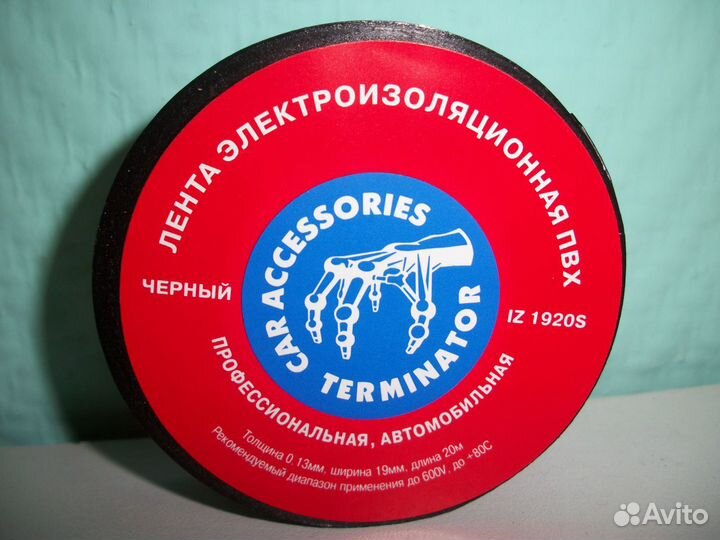 ЛЕНТА ЭЛЕКТРОИЗОЛЯЦИОННАЯ ПВХ
CAR ACCESSORIES
TERMINATOR
ЧЕРНЫЙ
IZ 1920S
ПРОФЕССИОНАЛЬНАЯ, АВТОМОБИЛЬНАЯ
Толщина 0.13мм, ширина 19мм, длина 20м
Рекомендуемый диапазон применения до 600V, до +80С
Avito